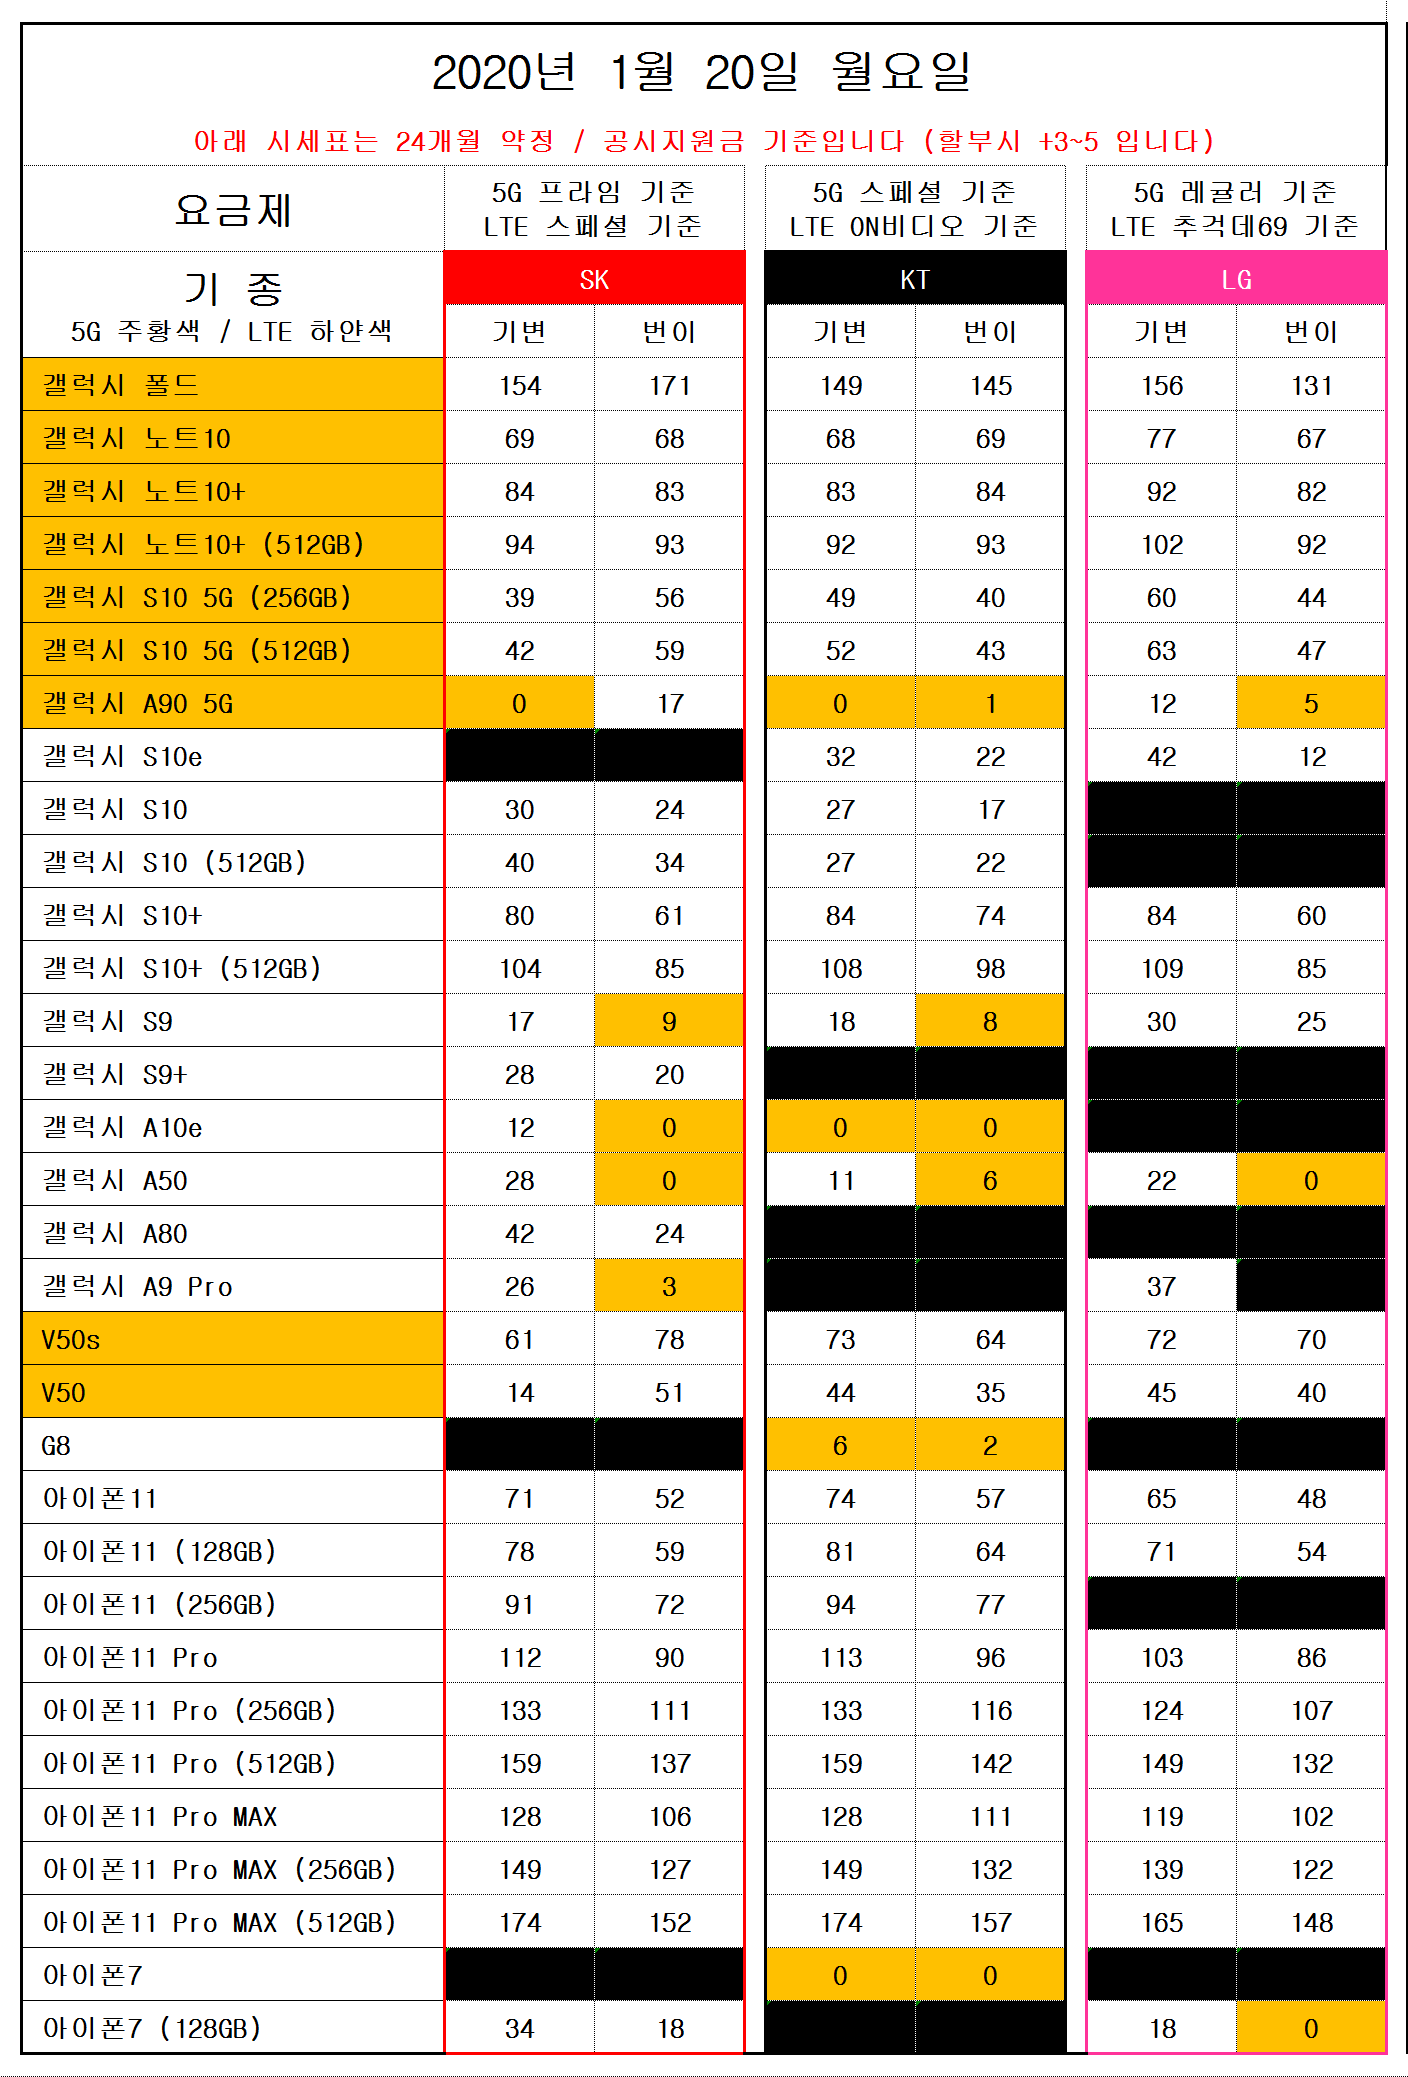 2020년 1월 20일 월요일
아래 시세표는 24개월 약정 / 공시지원금 기준입니다 (할부시 +3~5 입니다)
요금제
5G 프라임 기준
LTE 스페셜 기준
5G 스페셜 기준
LTE ON비디오 기준
5G 레귤러 기준
LTE 추걱데69 기준
기 종
5G 주황색 / LTE 하얀색
SK KT LG
기변 번이 기변 번이 기변 번이
갤럭시 폴드 154 171 149 145 156 131
갤럭시 노트10 69 68 68 69 77 67
갤럭시 노트10+ 84 83 83 84 92 82
갤럭시 노트10+ (512GB) 94 93 92 93 102 92
갤럭시 S10 5G (256GB) 39 56 49 40 60 44
갤럭시 S10 5G (512GB) 42 59 52 43 63 47
갤럭시 A90 5G 0 17 0 1 12 5
갤럭시 S10e 32 22 42 12
갤럭시 S10 30 24 27 17
갤럭시 S10 (512GB) 40 34 27 22
갤럭시 S10+ 80 61 84 74 84 60
갤럭시 S10+ (512GB) 104 85 108 98 109 85
갤럭시 S9 17 9 18 8 30 25
갤럭시 S9+ 28 20
갤럭시 A10e 12 0 0 0
갤럭시 A50 28 0 11 6 22 0
갤럭시 A80 42 24
갤럭시 A9 Pro 26 3 37
V50s 61 78 73 64 72 70
V50 14 51 44 35 45 40
G8 6 2
아이폰11 71 52 74 57 65 48
아이폰11 (128GB) 78 59 81 64 71 54
아이폰11 (256GB) 91 72 94 77
아이폰11 Pro 112 90 113 96 103 86
아이폰11 Pro (256GB) 133 111 133 116 124 107
아이폰11 Pro (512GB) 159 137 159 142 149 132
아이폰11 Pro MAX 128 106 128 111 119 102
아이폰11 Pro MAX (256GB) 149 127 149 132 139 122
아이폰11 Pro MAX (512GB) 174 152 174 157 165 148
아이폰7 0 0
아이폰7 (128GB) 34 18 18 0